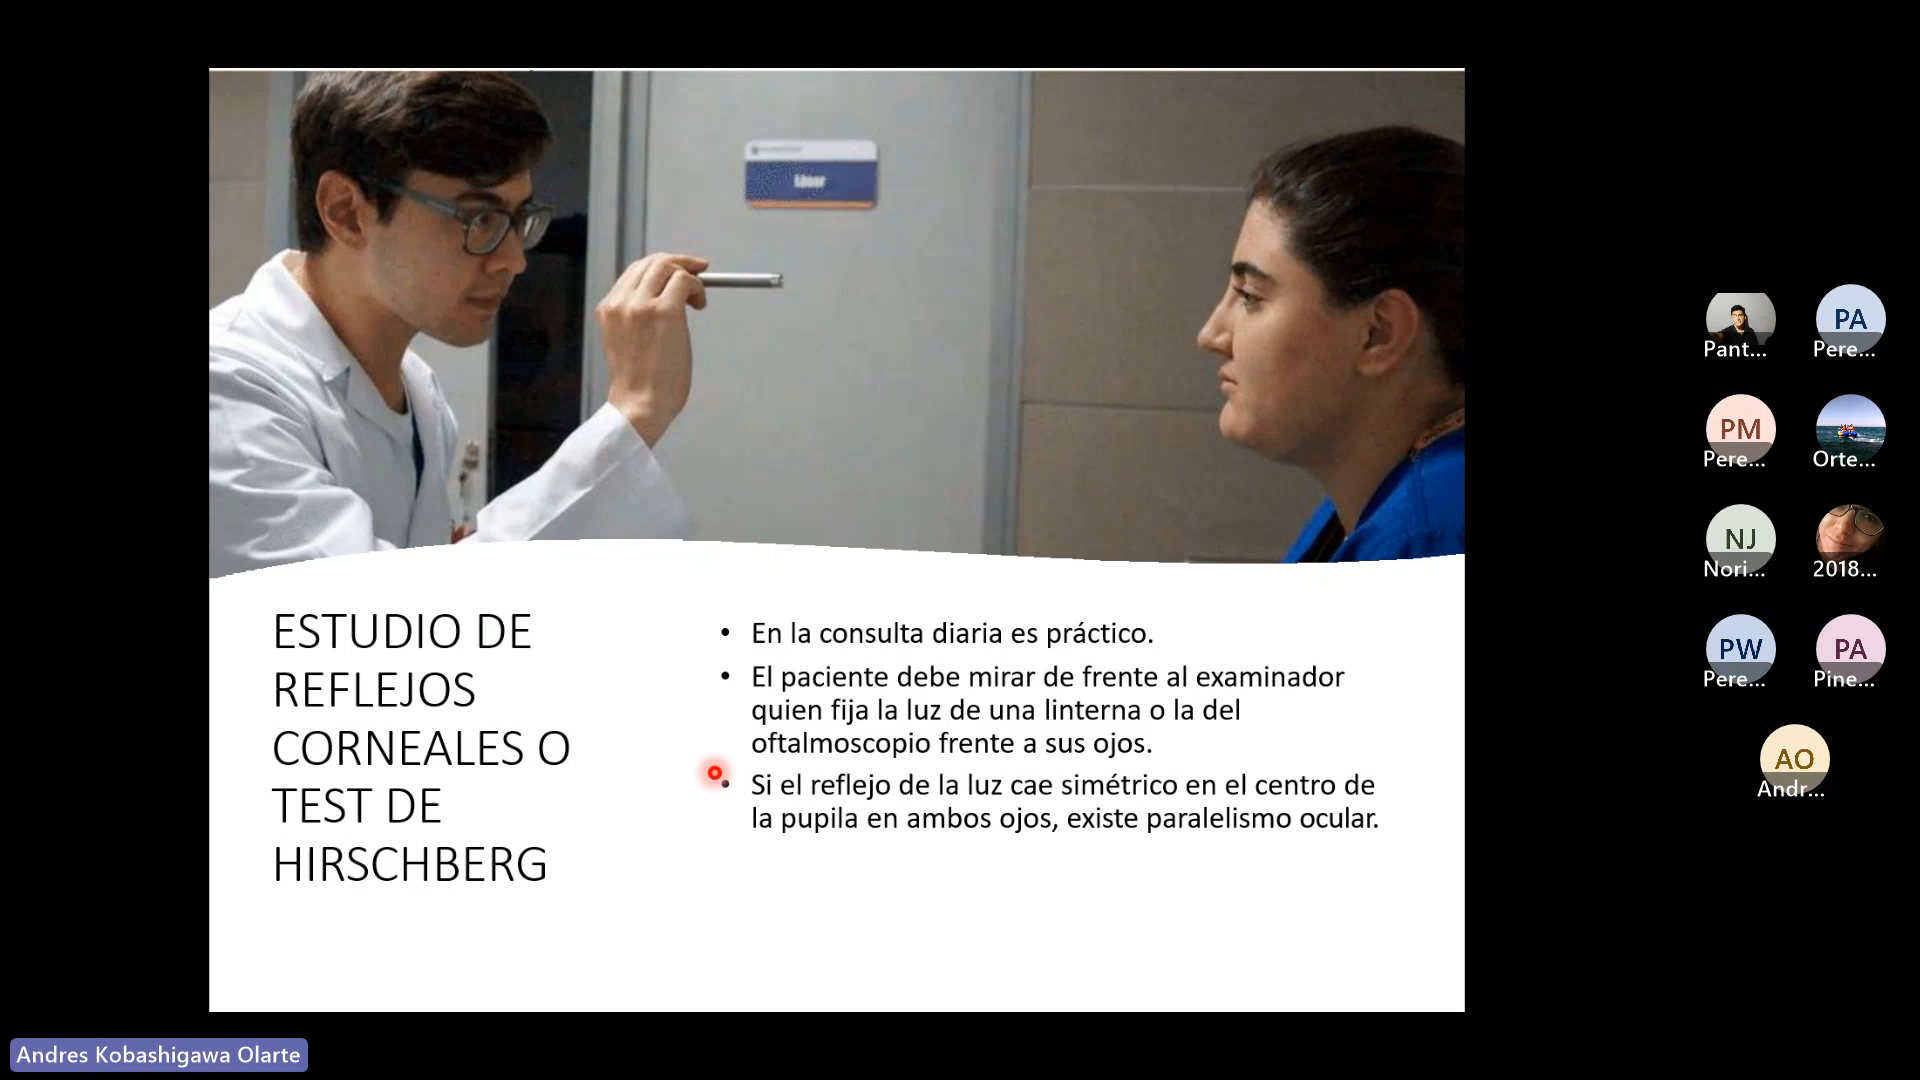 Láser
ESTUDIO DE
REFLEJOS
CORNEALES O
TEST DE
HIRSCHBERG
• En la consulta diaria es práctico.
• El paciente debe mirar de frente al examinador
quien fija la luz de una linterna o la del
oftalmoscopio frente a sus ojos.
• Si el reflejo de la luz cae simétrico en el centro de
la pupila en ambos ojos, existe paralelismo ocular.
Pant...
PA
Pere...
PM
Pere...
Orte...
NJ
Nori...
2018...
PW
Pere...
PA
Pine...
AO
Andr...
Andres Kobashigawa Olarte